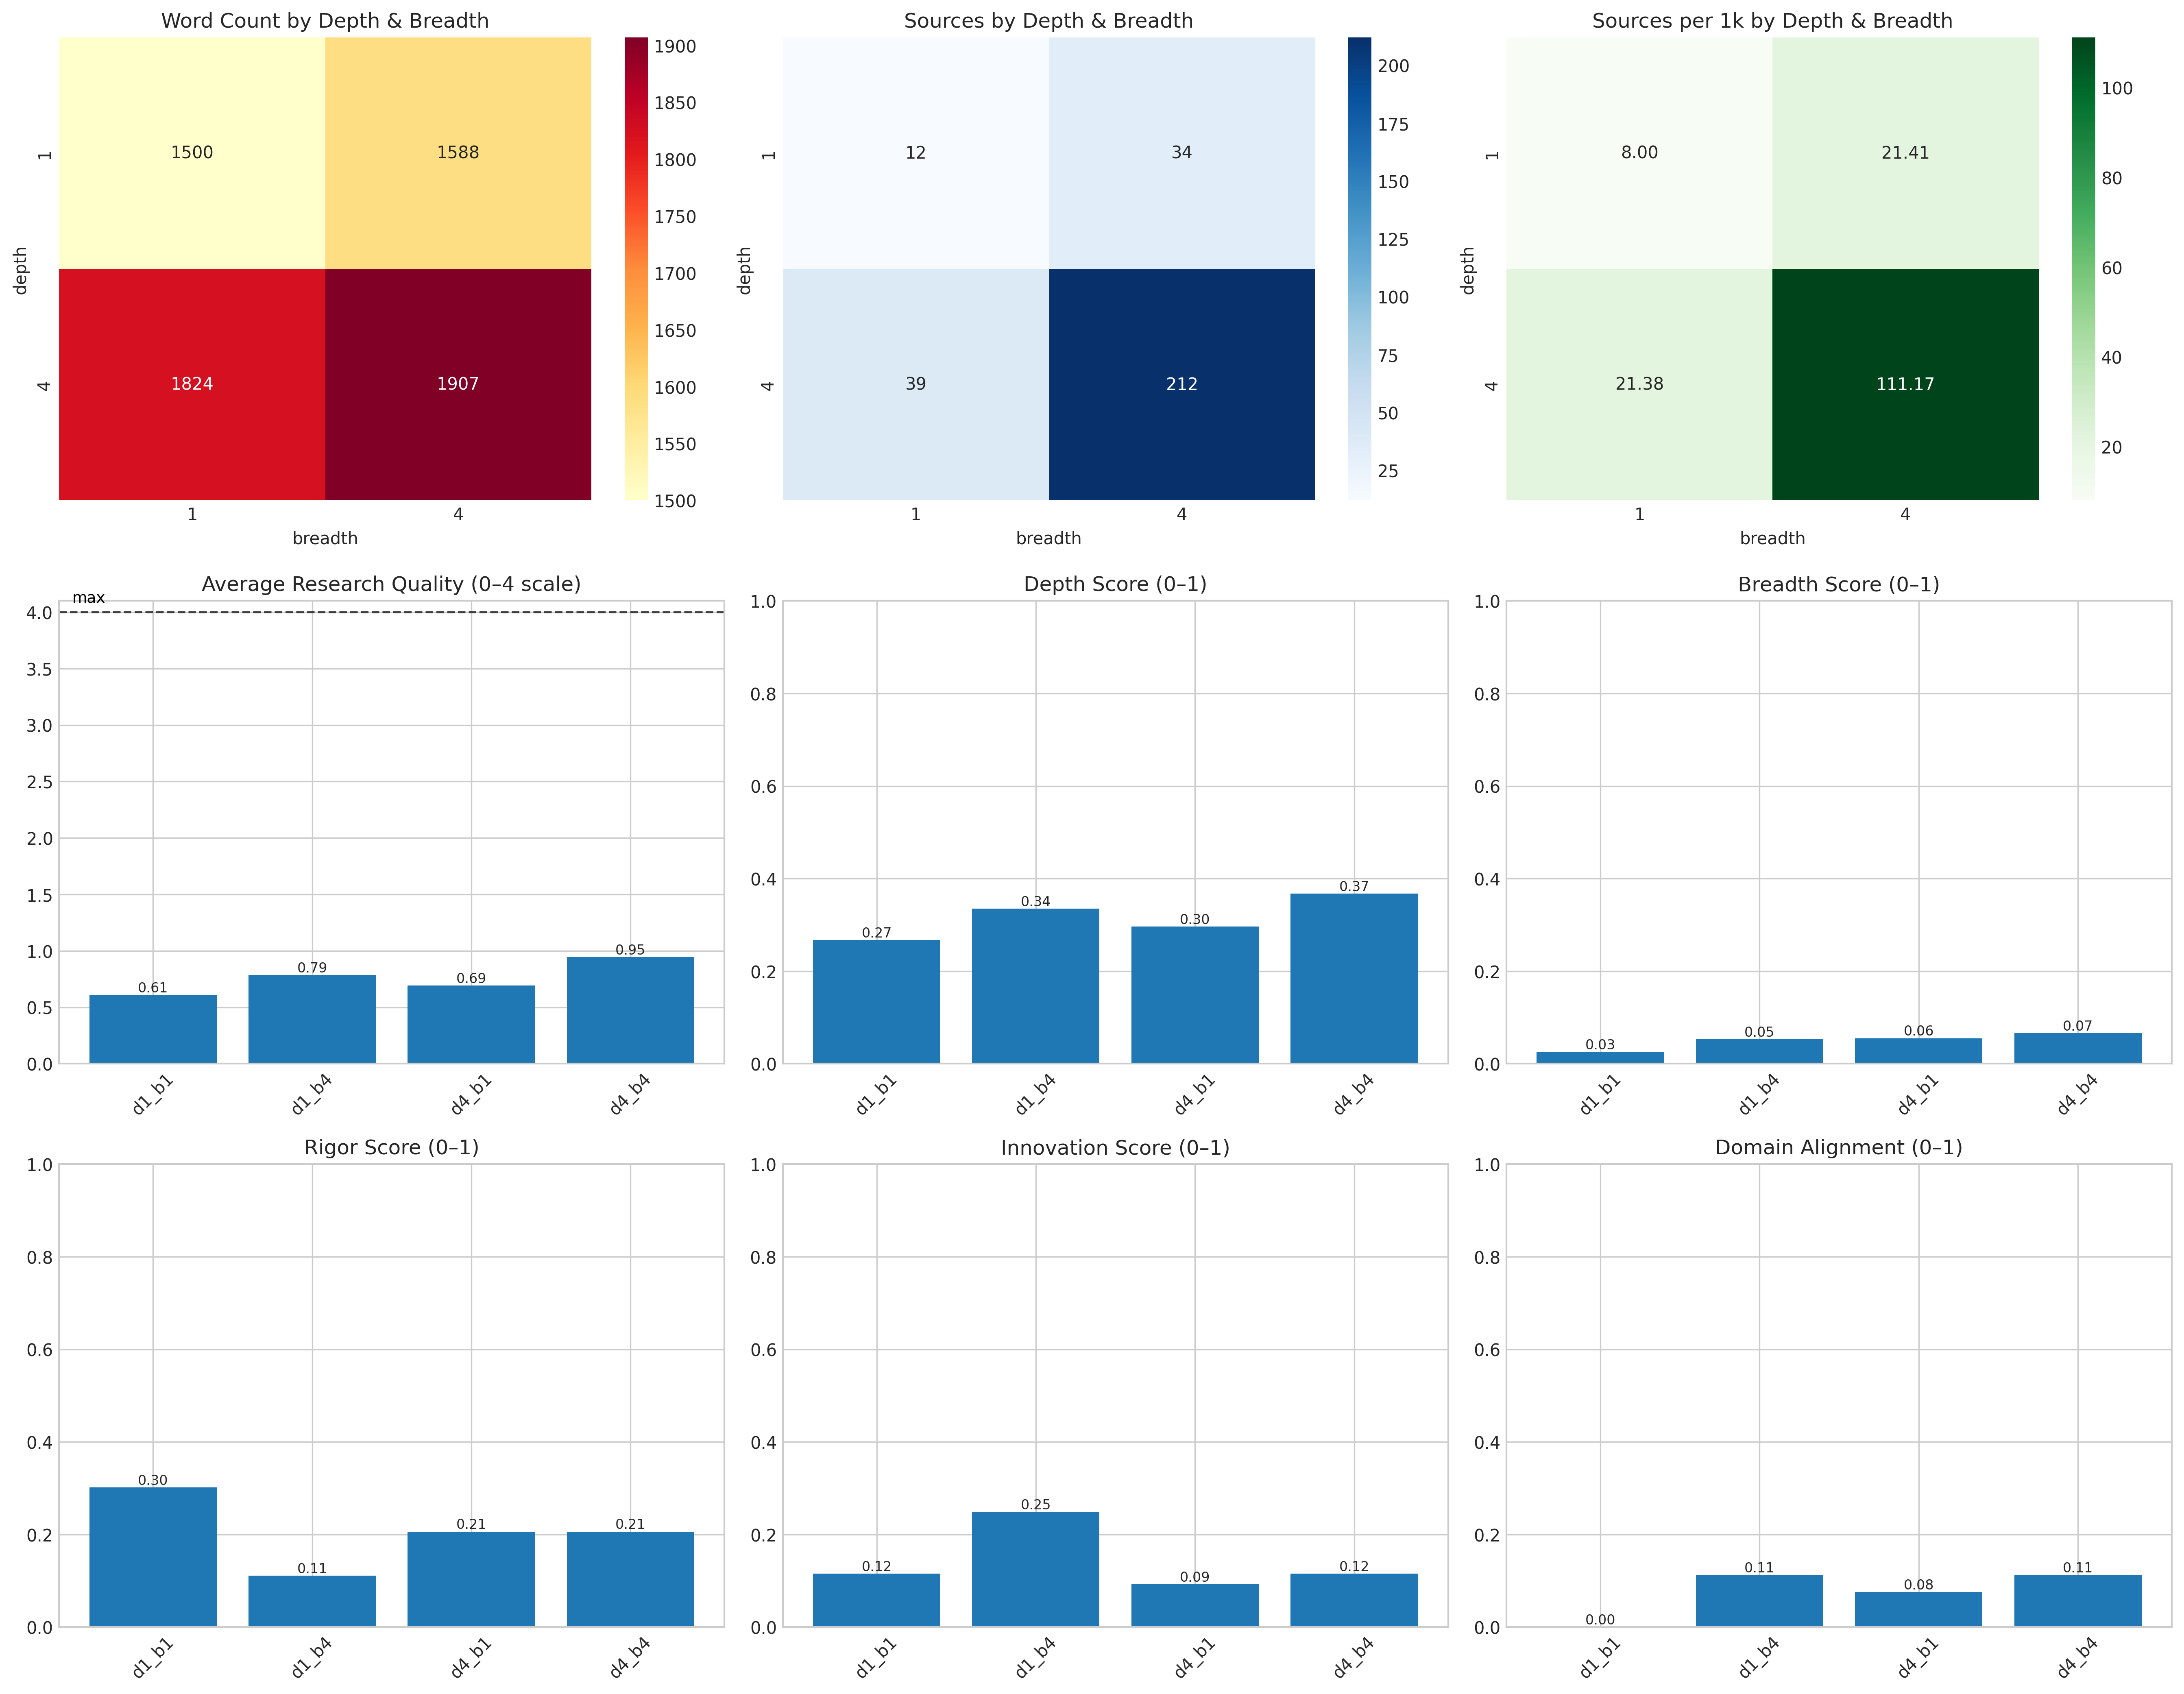 Word Count by Depth & Breadth
1500 1588
1824 1907
1
4
depth
1 4
breadth
1900
1850
1800
1750
1700
1650
1600
1550
1500
Sources by Depth & Breadth
12 34
39 212
1
4
depth
1 4
breadth
200
175
150
125
100
75
50
25
Sources per 1k by Depth & Breadth
8.00 21.41
21.38 111.17
1
4
depth
1 4
breadth
100
80
60
40
20
Average Research Quality (0–4 scale)
max
4.0
3.5
3.0
2.5
2.0
1.5
1.0
0.5
0.0
0.61 0.79 0.69 0.95
d1_b1 d1_b4 d4_b1 d4_b4
Depth Score (0–1)
1.0
0.8
0.6
0.4
0.2
0.0
0.27 0.34 0.30 0.37
d1_b1 d1_b4 d4_b1 d4_b4
Breadth Score (0–1)
1.0
0.8
0.6
0.4
0.2
0.0
0.03 0.05 0.06 0.07
d1_b1 d1_b4 d4_b1 d4_b4
Rigor Score (0–1)
1.0
0.8
0.6
0.4
0.2
0.0
0.30 0.11 0.21 0.21
d1_b1 d1_b4 d4_b1 d4_b4
Innovation Score (0–1)
1.0
0.8
0.6
0.4
0.2
0.0
0.12 0.25 0.09 0.12
d1_b1 d1_b4 d4_b1 d4_b4
Domain Alignment (0–1)
1.0
0.8
0.6
0.4
0.2
0.0
0.00 0.11 0.08 0.11
d1_b1 d1_b4 d4_b1 d4_b4